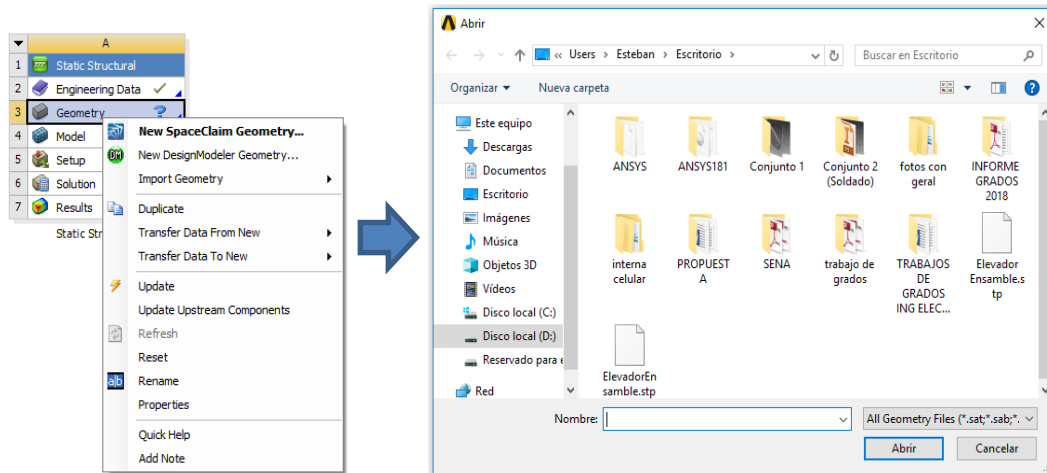 A
1 Static Structural
2 Engineering Data
3 Geometry
4 Model
5 Setup
6 Solution
7 Results
Static Str
New SpaceClaim Geometry...
DM New DesignModeler Geometry...
Import Geometry
Duplicate
Transfer Data From New
Transfer Data To New
Update
Update Upstream Components
Refresh
Reset
a|b Rename
Properties
Quick Help
Add Note
Abrir
« Users > Esteban > Escritorio >
Buscar en Escritorio
Organizar
Nueva carpeta
Este equipo
Descargas
Documentos
Escritorio
Imágenes
Música
Objetos 3D
Vídeos
Disco local (C:)
Disco local (D:)
Reservado para e
Red
ANSYS
ANSYS181
Conjunto 1
Conjunto 2
(Soldado)
fotos con
geral
INFORME
GRADOS
2018
interna
celular
PROPUEST
A
SENA
trabajo de
grados
TRABAJOS
DE
GRADOS
ING ELEC...
Elevador
Ensamble.s
tp
ElevadorEn
samble.stp
Nombre:
All Geometry Files (*.sat;*.sab;*.
Abrir
Cancelar